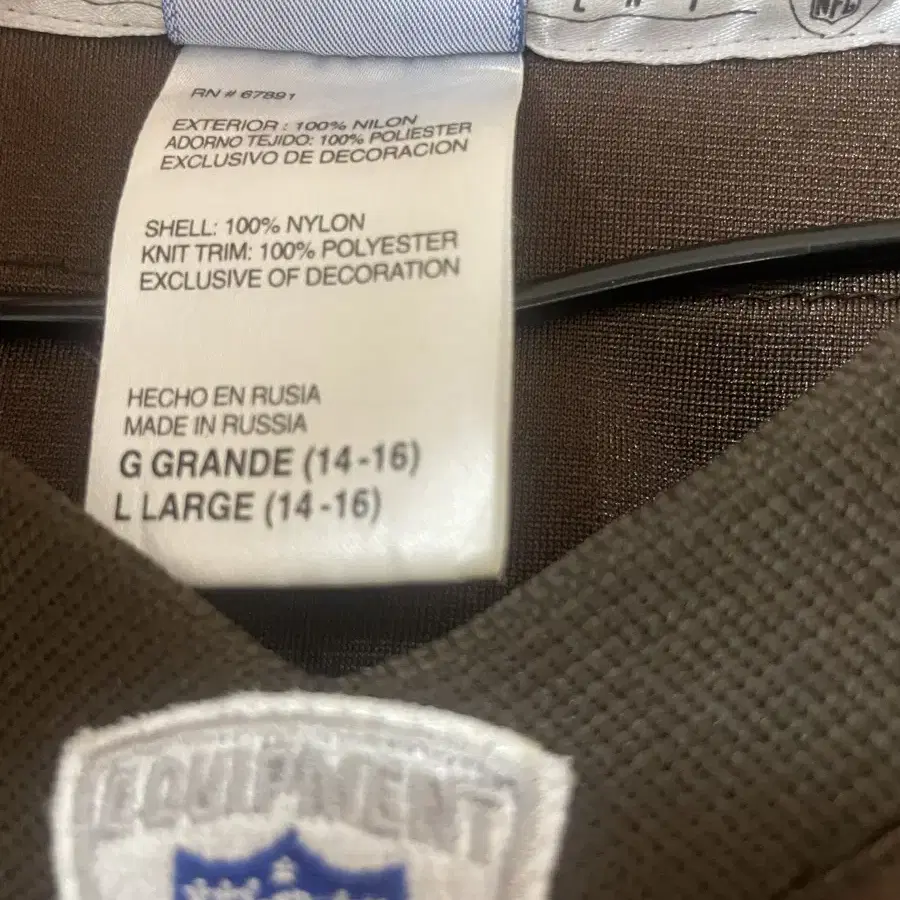 NFL
RN # 67891
EXTERIOR : 100% NILON
ADORNO TEJIDO: 100% POLIESTER
EXCLUSIVO DE DECORACION
SHELL: 100% NYLON
KNIT TRIM: 100% POLYESTER
EXCLUSIVE OF DECORATION
HECHO EN RUSIA
MADE IN RUSSIA
G GRANDE (14-16)
L LARGE (14-16)
EQUIPMENT